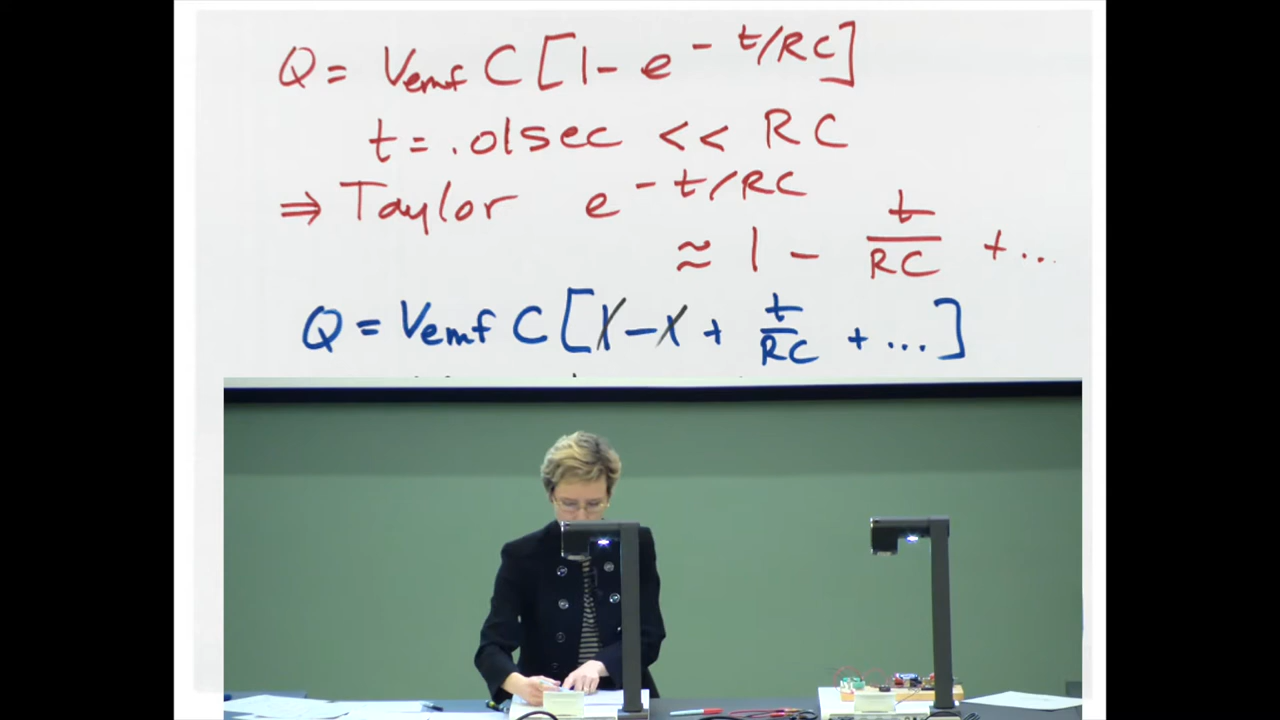 Q = Vemf C [1 - e^{-t/RC}]
t = .01sec << RC
⇒ Taylor e^{-t/RC}
≈ 1 - t/RC + ...
Q = Vemf C [1 - 1 + t/RC + ...]